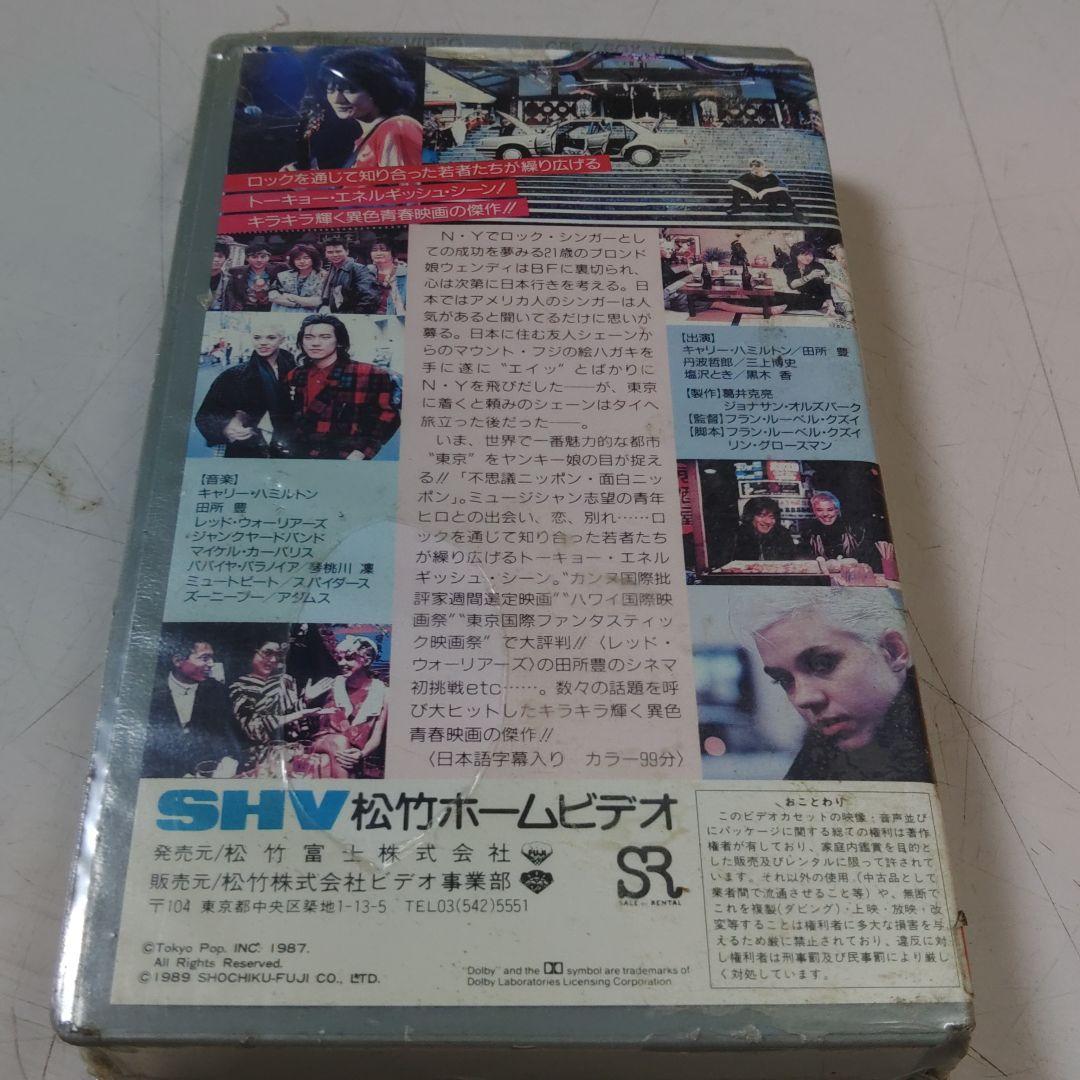 CBS/FOX VIDEO
CBS/FOX VIDEO
ロックを通じて知り合った若者たちが繰り広げる
トーキョー・エネルギッシュ・シーン!
キラキラ輝く異色青春映画の傑作!!
N・Yでロック・シンガーとし
ての成功を夢みる21歳のブロンド
娘ウェンディはBFに裏切られ、
心は次第に日本行きを考える。日
本ではアメリカ人のシンガーは人
気があると聞いてるだけに思いが
募る。日本に住む友人シェーンか
らのマウント・フジの絵ハガキを
手に遂に“エイッ”とばかりに
N・Yを飛びだした――が、東京
に着くと頼みのシェーンはタイへ
旅立った後だった――。
いま、世界で一番魅力的な都市
“東京”をヤンキー娘の目が捉え
る!!「不思議ニッポン・面白ニッ
ポン」。ミュージシャン志望の青年
ヒロとの出会い、恋、別れ……ロ
ックを通じて知り合った若者たち
が繰り広げるトーキョー・エネル
ギッシュ・シーン。“カンヌ国際批
評家週間選定映画”“ハワイ国際映
画祭”“東京国際ファンタスティッ
ク映画祭”で大評判!!〈レッド・
ウォーリアーズ〉の田所豊のシネマ
初挑戦etc……。数々の話題を呼
び大ヒットしたキラキラ輝く異色
青春映画の傑作!!
〈日本語字幕入り カラー99分〉
【出演】
キャリー・ハミルトン/田所 豊
丹波哲郎/三上博史
塩沢とき/黒木 香
【製作】葛井克亮
ジョナサン・オルズバーク
【監督】フラン・ルーベル・クズイ
【脚本】フラン・ルーベル・クズイ
リン・グロースマン
【音楽】
キャリー・ハミルトン
田所 豊
レッド・ウォーリアーズ
ジャンクヤードバンド
マイケル・カーバリス
パパイヤ・パラノイア/琴桃川 凛
ミュートビート/スパイダース
ズーニーブー/アダムス
SHV 松竹ホームビデオ
発売元/松竹富士株式会社
FUJI
販売元/松竹株式会社ビデオ事業部
〒104 東京都中央区築地1-13-5 TEL03(542)5551
SR
SALE or RENTAL
©Tokyo Pop. INC. 1987.
All Rights Reserved.
©1989 SHOCHIKU-FUJI CO., LTD.
"Dolby" and the DD symbol are trademarks of
Dolby Laboratories Licensing Corporation
おことわり
このビデオカセットの映像・音声並び
にパッケージに関する総ての権利は著作
権者が有しており、家庭内鑑賞を目的と
した販売及びレンタルに限って許されて
います。それ以外の使用、(中古品として
業者間で流通させること等)や、無断で
これを複製(ダビング)・上映・放映・改
変等することは権利者に多大な損害を与
えるため厳に禁止されており、違反に対
し権利者は刑事罰及び民事罰により厳し
く対処しています。